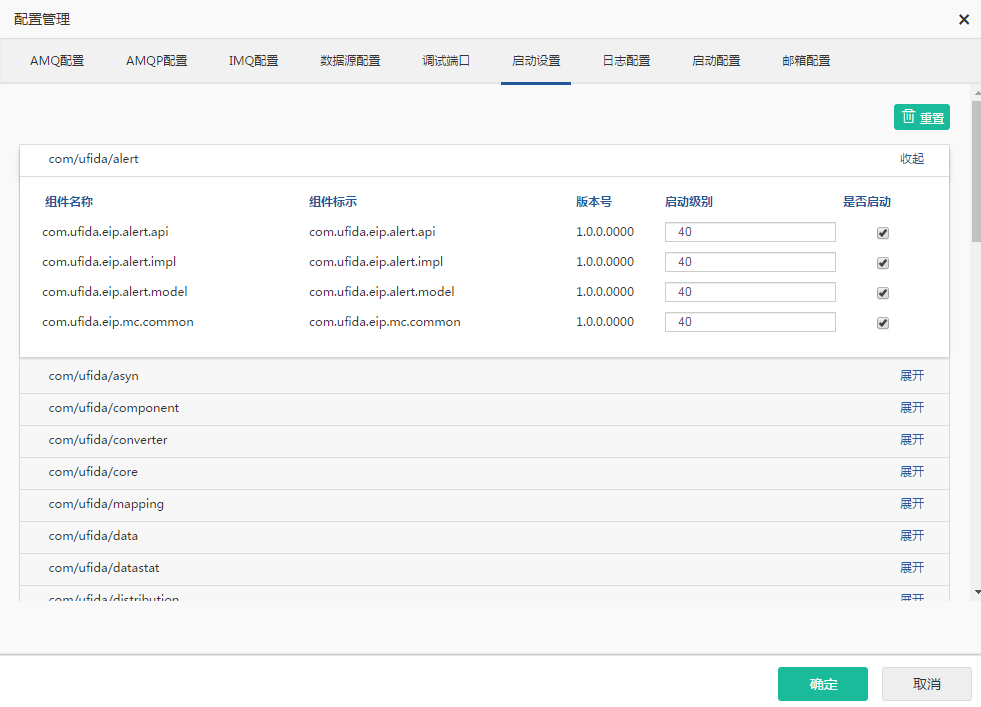 配置管理
AMQ配置 AMQP配置 IMQ配置 数据源配置 调试端口 启动设置 日志配置 启动配置 邮箱配置
重置
com/ufida/alert 收起
组件名称 组件标示 版本号 启动级别 是否启动
com.ufida.eip.alert.api com.ufida.eip.alert.api 1.0.0.0000 40
com.ufida.eip.alert.impl com.ufida.eip.alert.impl 1.0.0.0000 40
com.ufida.eip.alert.model com.ufida.eip.alert.model 1.0.0.0000 40
com.ufida.eip.mc.common com.ufida.eip.mc.common 1.0.0.0000 40
com/ufida/asyn 展开
com/ufida/component 展开
com/ufida/converter 展开
com/ufida/core 展开
com/ufida/mapping 展开
com/ufida/data 展开
com/ufida/datastat 展开
com/ufida/distribution 展开
确定 取消